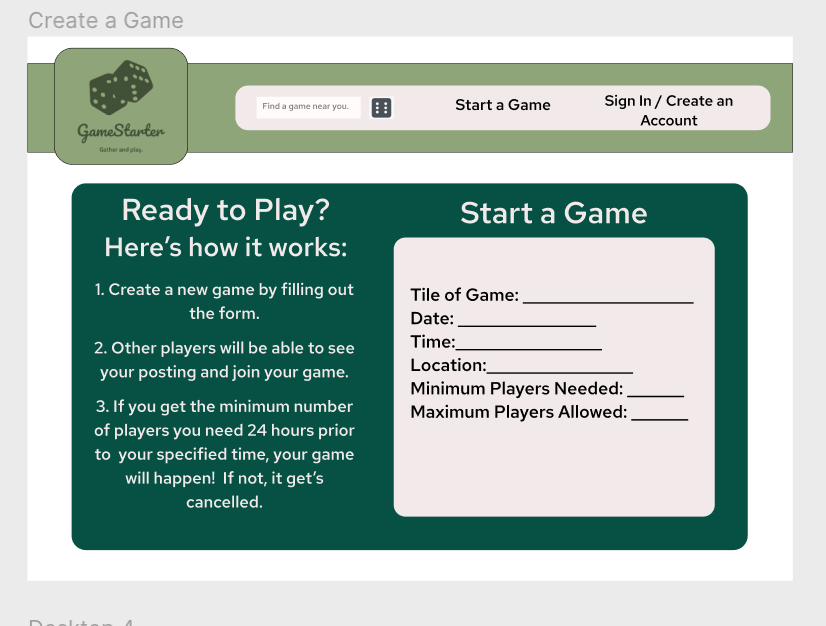 Create a Game
GameStarter
Gather and play.
Find a game near you.
Start a Game
Sign In / Create an
Account
Ready to Play?
Here's how it works:
1. Create a new game by filling out
the form.
2. Other players will be able to see
your posting and join your game.
3. If you get the minimum number
of players you need 24 hours prior
to  your specified time, your game
will happen!  If not, it get's
cancelled.
Start a Game
Tile of Game: __________________
Date: _______________
Time:________________
Location:________________
Minimum Players Needed: ______
Maximum Players Allowed: ______
Desktop 4